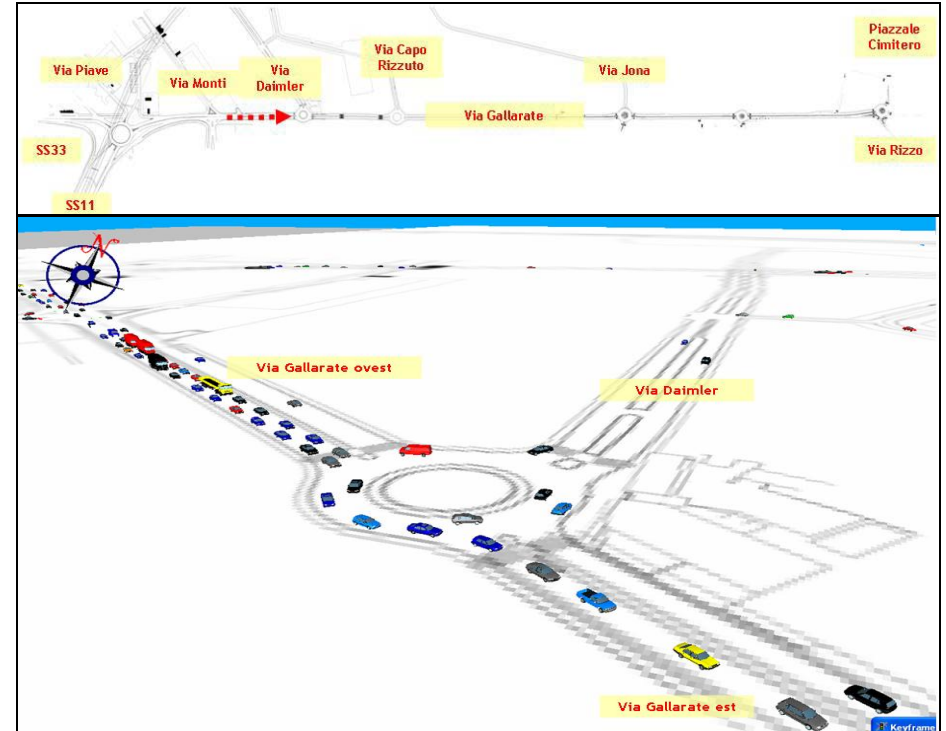 Piazzale
Cimitero
Via Capo
Rizzuto
Via Piave
Via Monti
Via
Daimler
Via Jona
Via Gallarate
SS33
Via Rizzo
SS11
N
Via Gallarate ovest
Via Daimler
Via Gallarate est
Keyframe